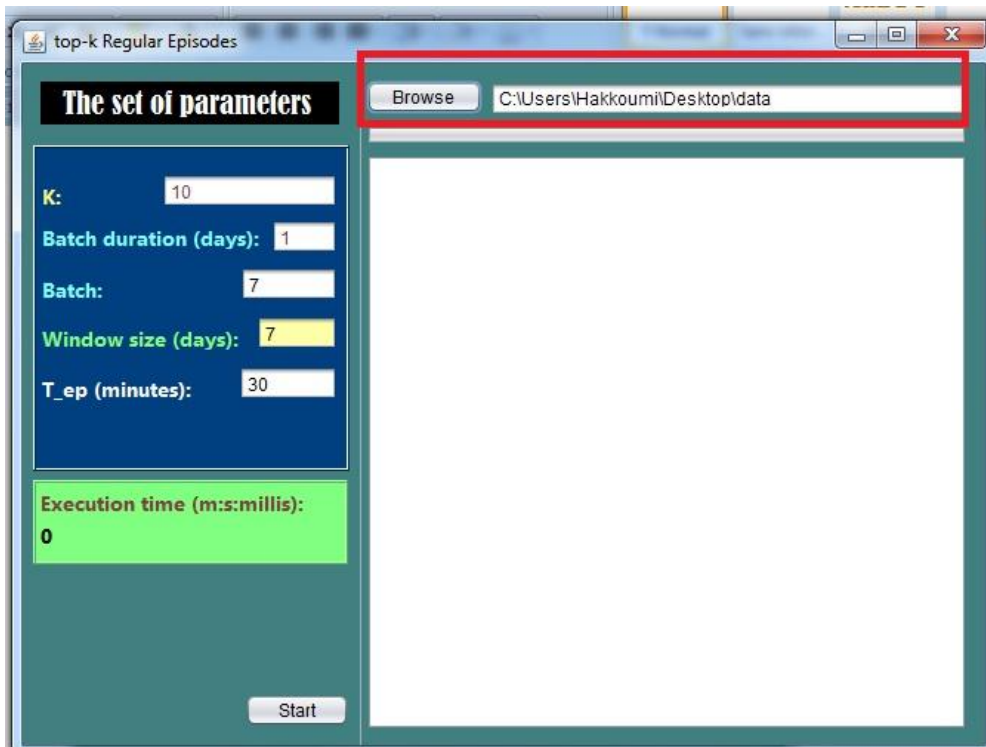 top-k Regular Episodes
The set of parameters
Browse C:\Users\Hakkoumi\Desktop\data
K: 10
Batch duration (days): 1
Batch: 7
Window size (days): 7
T_ep (minutes): 30
Execution time (m:s:millis):
0
Start